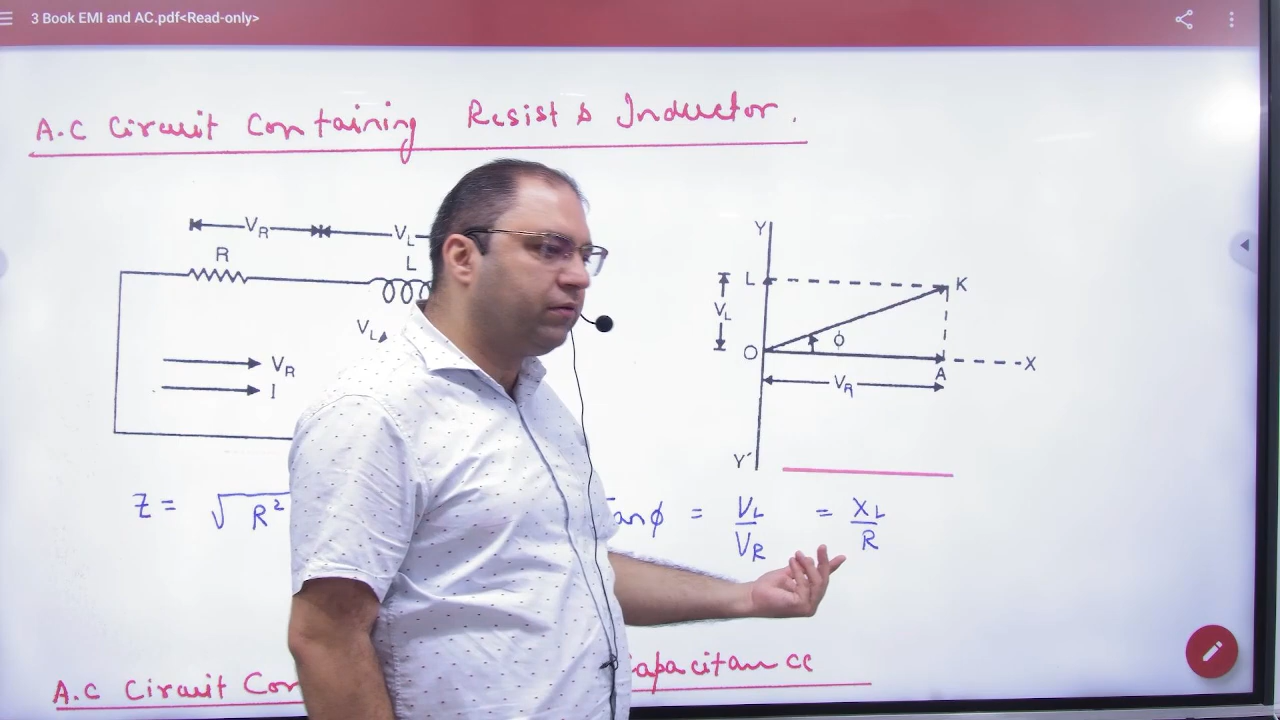 3 Book EMI and AC.pdf<Read-only>
A.C Circuit Containing Resist & Inductor.
V_R V_L
R L
V_L
V_R
I
Y
L K
V_L
O ϕ A X
V_R
Y'
Z = √R² tanϕ = V_L/V_R = X_L/R
A.C Circuit Con apacitance